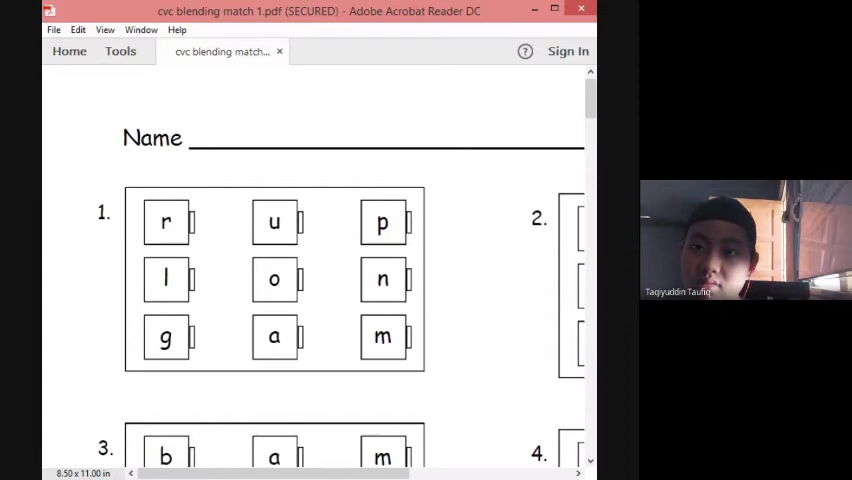 cvc blending match 1.pdf (SECURED) - Adobe Acrobat Reader DC
File Edit View Window Help
Home Tools cvc blending match... × ? Sign In
Name
1. 2.
r u p
l o n
g a m
3. 4.
b a m
8.50 x 11.00 in
Taqiyuddin Taufiq